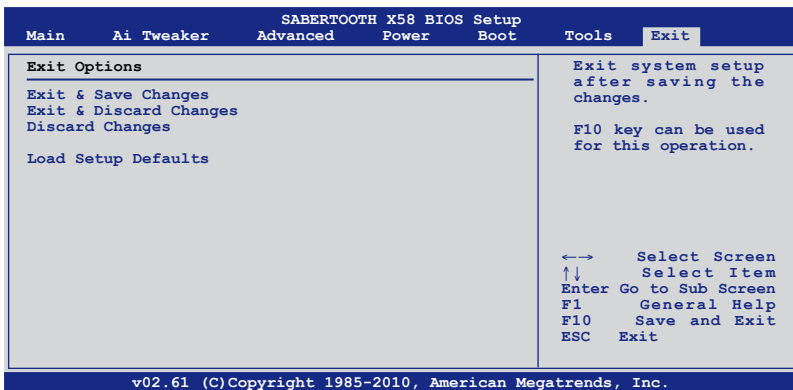 SABERTOOTH X58 BIOS Setup
Main Ai Tweaker Advanced Power Boot Tools Exit
Exit Options
Exit & Save Changes
Exit & Discard Changes
Discard Changes
Load Setup Defaults
Exit system setup
after saving the
changes.
F10 key can be used
for this operation.
←→ Select Screen
↑↓ Select Item
Enter Go to Sub Screen
F1 General Help
F10 Save and Exit
ESC Exit
v02.61 (C)Copyright 1985-2010, American Megatrends, Inc.